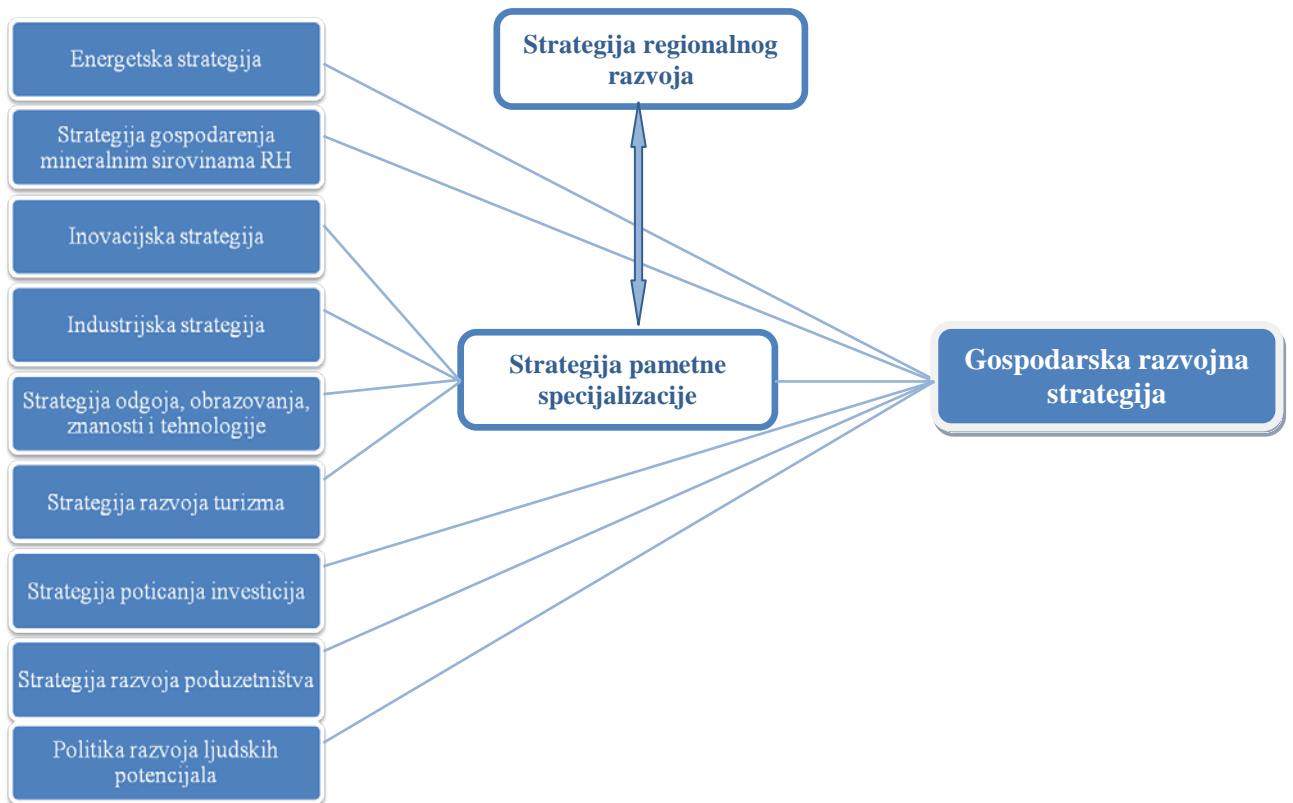 Energetska strategija
Strategija gospodarenja
mineralnim sirovinama RH
Inovacijska strategija
Industrijska strategija
Strategija odgoja, obrazovanja,
znanosti i tehnologije
Strategija razvoja turizma
Strategija poticanja investicija
Strategija razvoja poduzetništva
Politika razvoja ljudskih
potencijala
Strategija regionalnog
razvoja
Strategija pametne
specijalizacije
Gospodarska razvojna
strategija